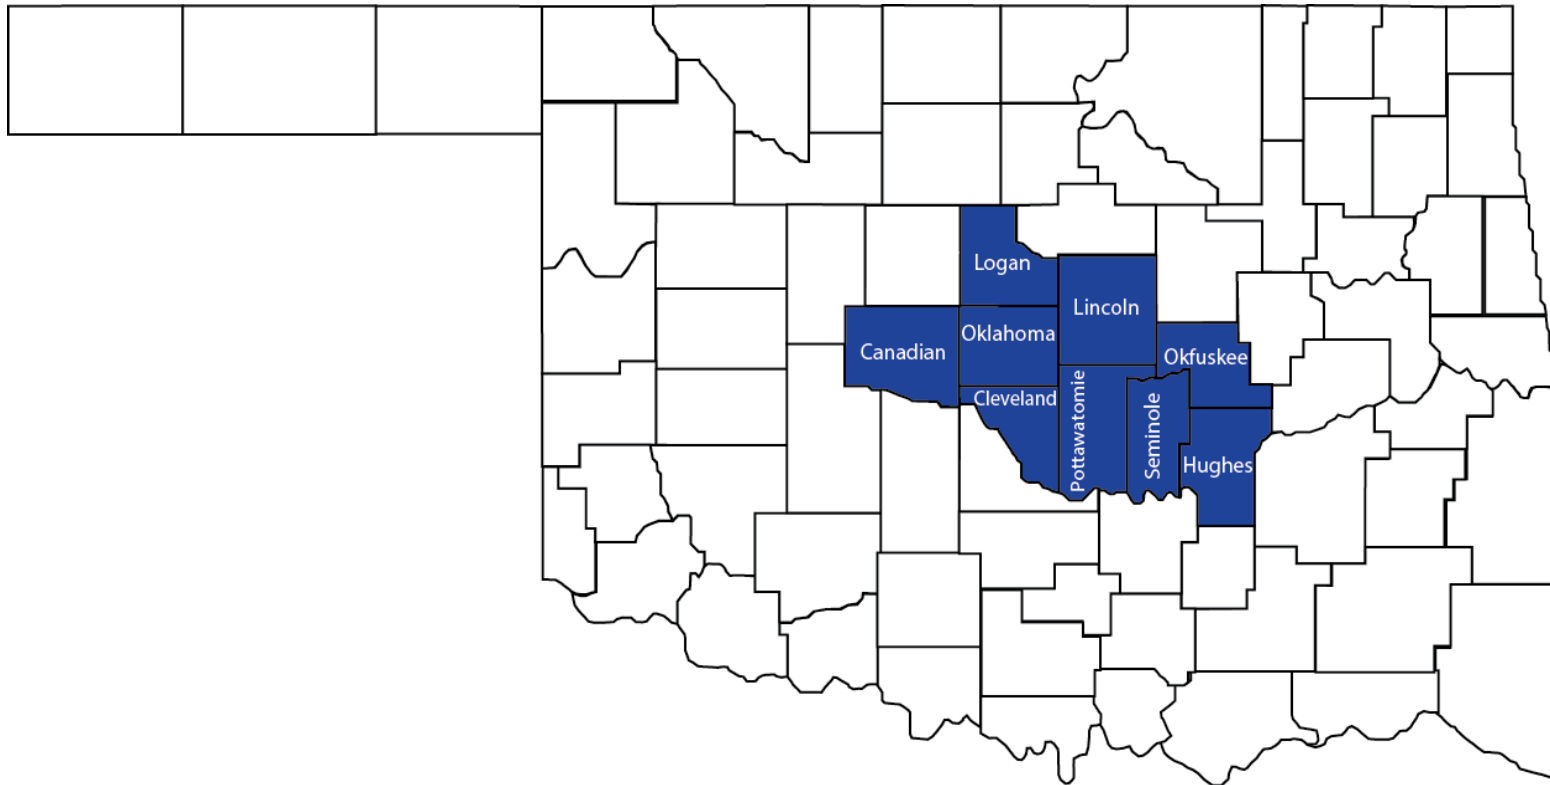 Logan
Lincoln
Oklahoma
Canadian
Okfuskee
Cleveland
Pottawatomie
Seminole
Hughes